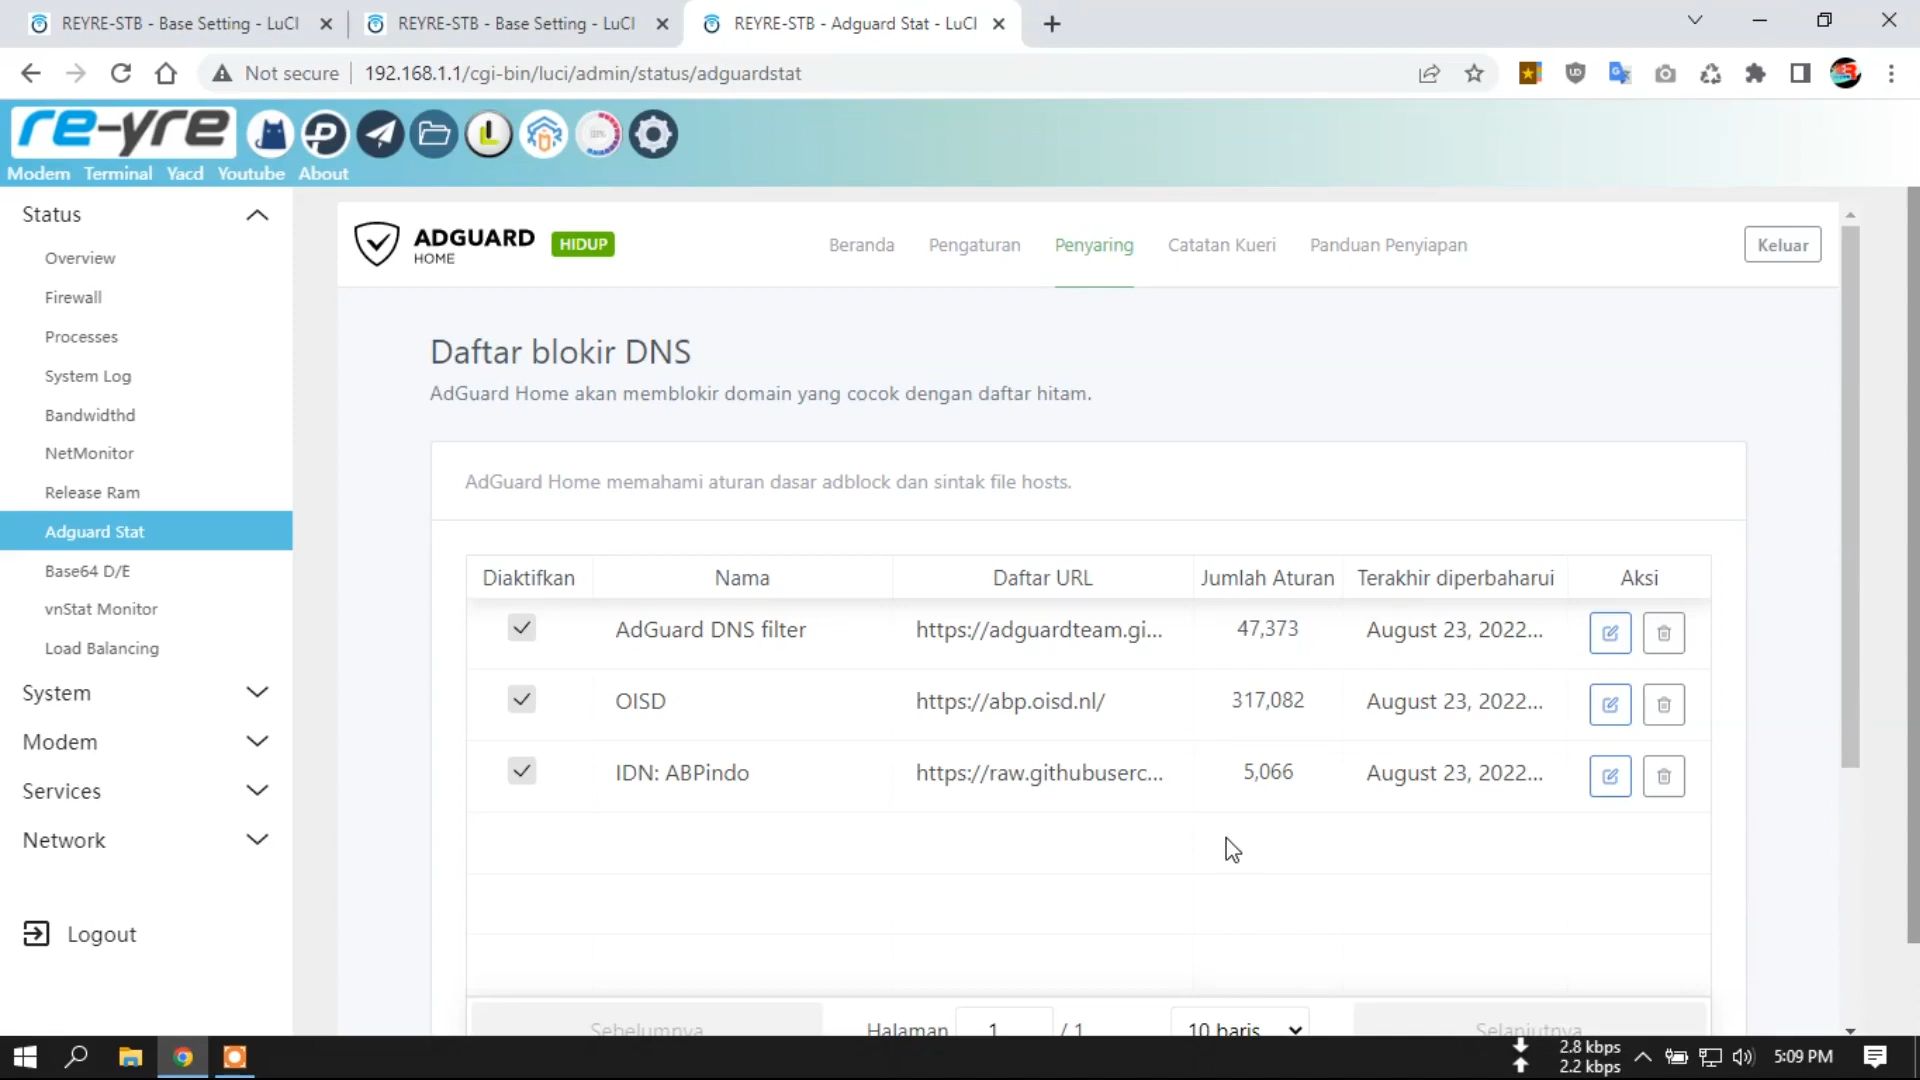 REYRE-STB - Base Setting - LuCI
REYRE-STB - Base Setting - LuCI
REYRE-STB - Adguard Stat - LuCI
Not secure
192.168.1.1/cgi-bin/luci/admin/status/adguardstat
re-yre
Modem Terminal Yacd Youtube About
Status
Overview
Firewall
Processes
System Log
Bandwidthd
NetMonitor
Release Ram
Adguard Stat
Base64 D/E
vnStat Monitor
Load Balancing
System
Modem
Services
Network
Logout
ADGUARD
HOME
HIDUP
Beranda Pengaturan Penyaring Catatan Kueri Panduan Penyiapan
Keluar
Daftar blokir DNS
AdGuard Home akan memblokir domain yang cocok dengan daftar hitam.
AdGuard Home memahami aturan dasar adblock dan sintak file hosts.
Diaktifkan Nama Daftar URL Jumlah Aturan Terakhir diperbaharui Aksi
AdGuard DNS filter https://adguardteam.gi... 47,373 August 23, 2022...
OISD https://abp.oisd.nl/ 317,082 August 23, 2022...
IDN: ABPindo https://raw.githubuserc... 5,066 August 23, 2022...
Sebelumnya Halaman 1 / 1 10 baris Selanjutnya
2.8 kbps
2.2 kbps
5:09 PM